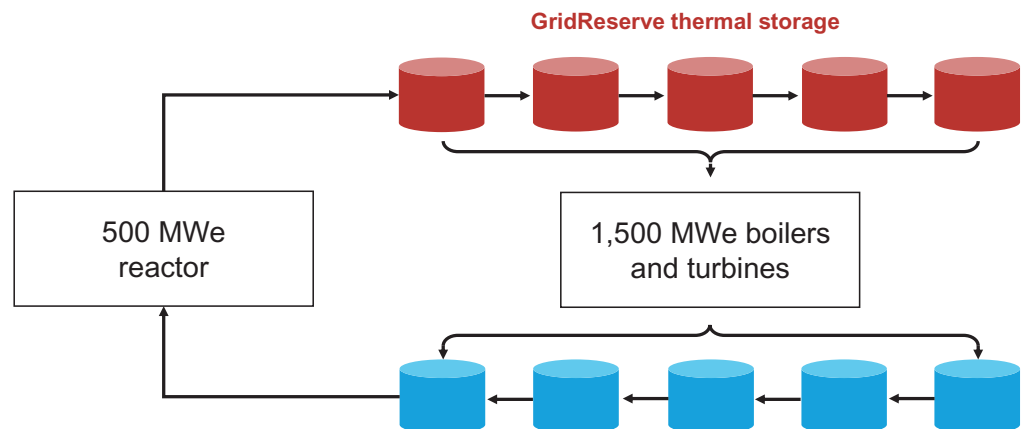 GridReserve thermal storage
500 MWe
reactor
1,500 MWe boilers
and turbines